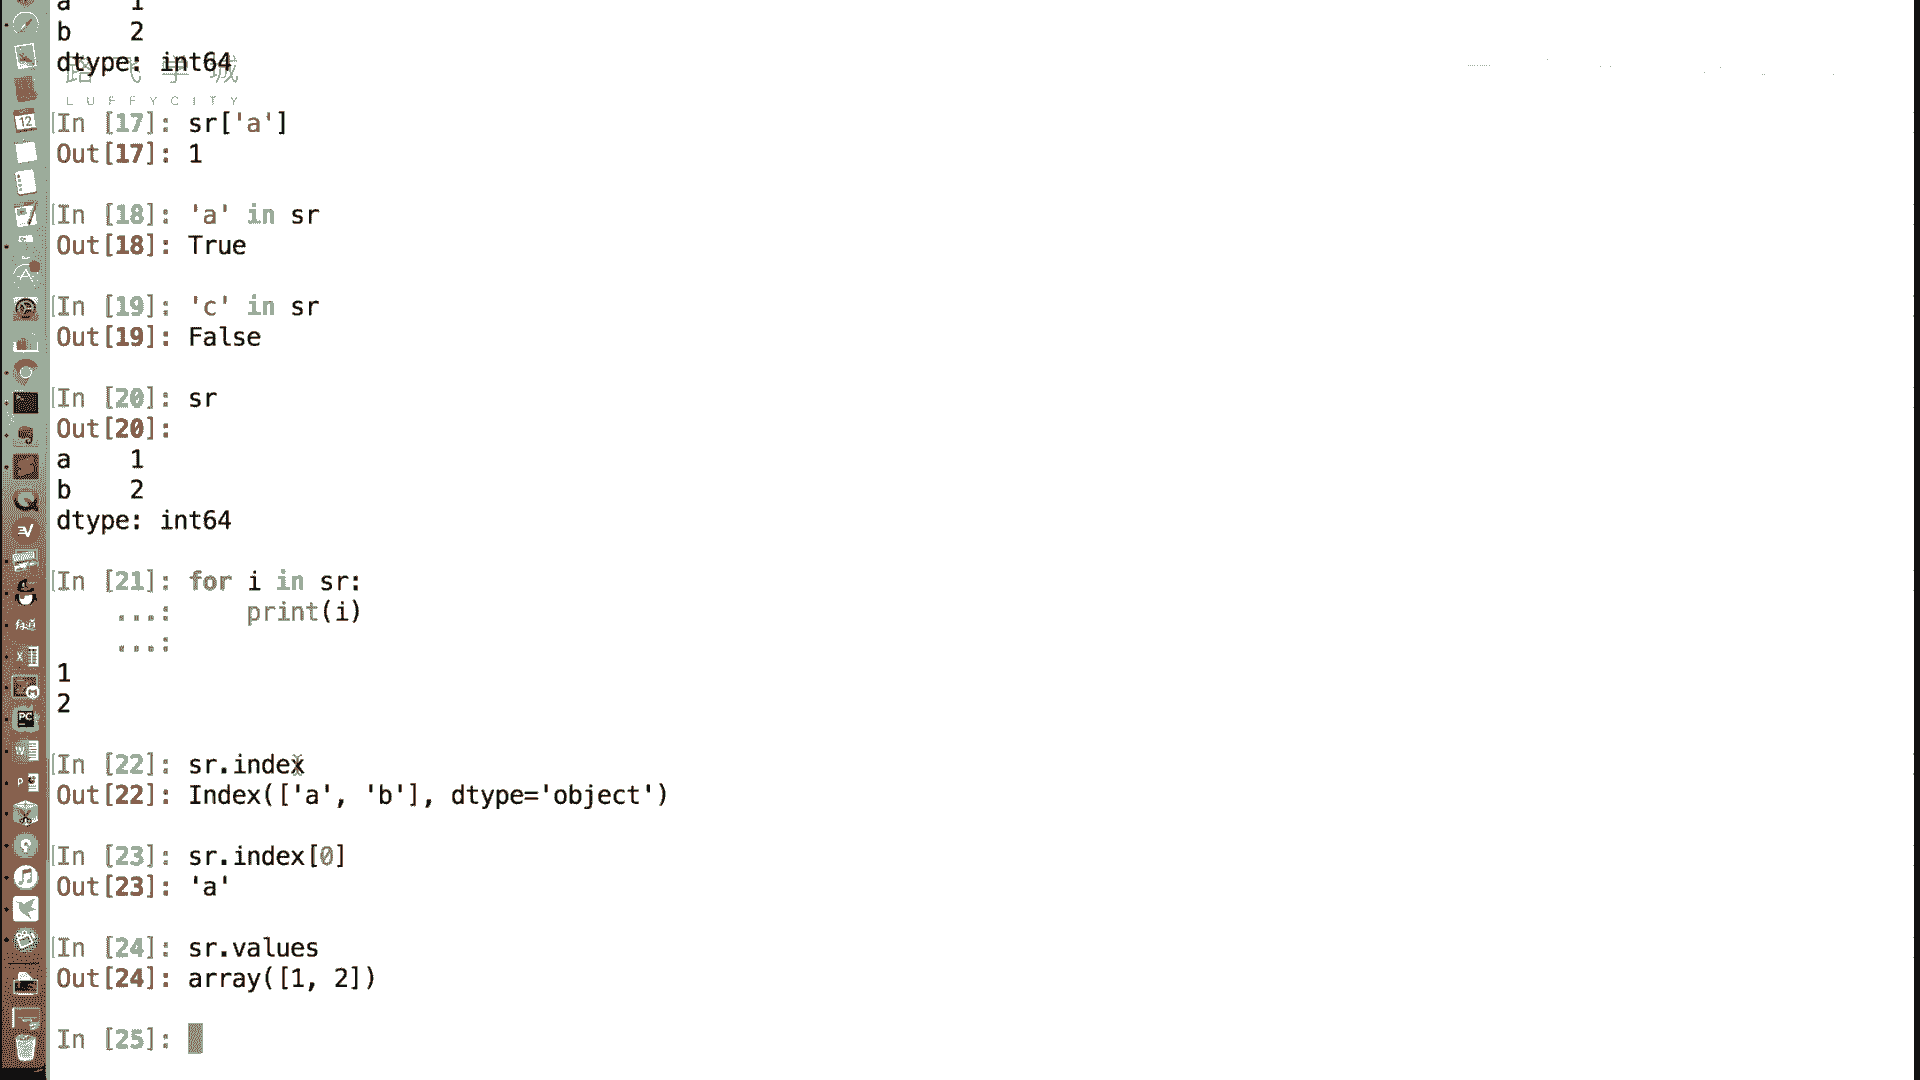 a    1
b    2
dtype: int64
路飞学城
LUFFYCITY
In [17]: sr['a']
Out[17]: 1
In [18]: 'a' in sr
Out[18]: True
In [19]: 'c' in sr
Out[19]: False
In [20]: sr
Out[20]:
a    1
b    2
dtype: int64
In [21]: for i in sr:
    ...:     print(i)
    ...:
1
2
In [22]: sr.index
Out[22]: Index(['a', 'b'], dtype='object')
In [23]: sr.index[0]
Out[23]: 'a'
In [24]: sr.values
Out[24]: array([1, 2])
In [25]:
12
PC